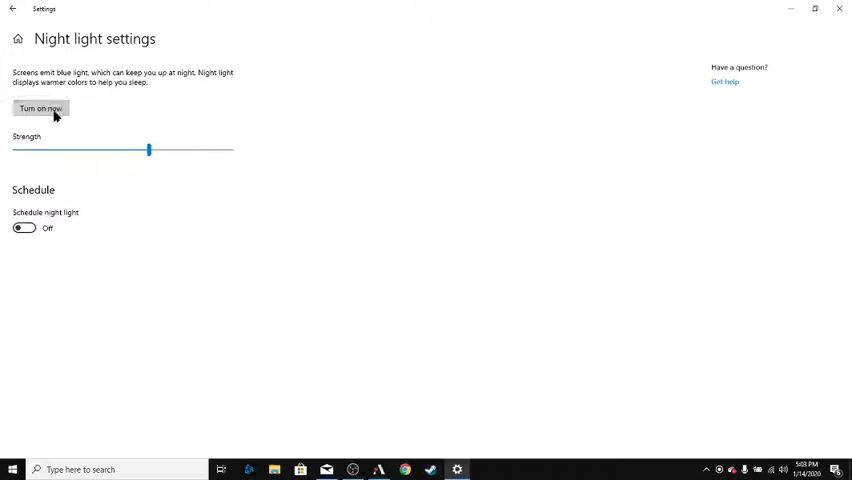 Settings
Night light settings
Screens emit blue light, which can keep you up at night. Night light
displays warmer colors to help you sleep.
Turn on now
Strength
Schedule
Schedule night light
Off
Have a question?
Get help
Type here to search
5:03 PM
1/14/2020